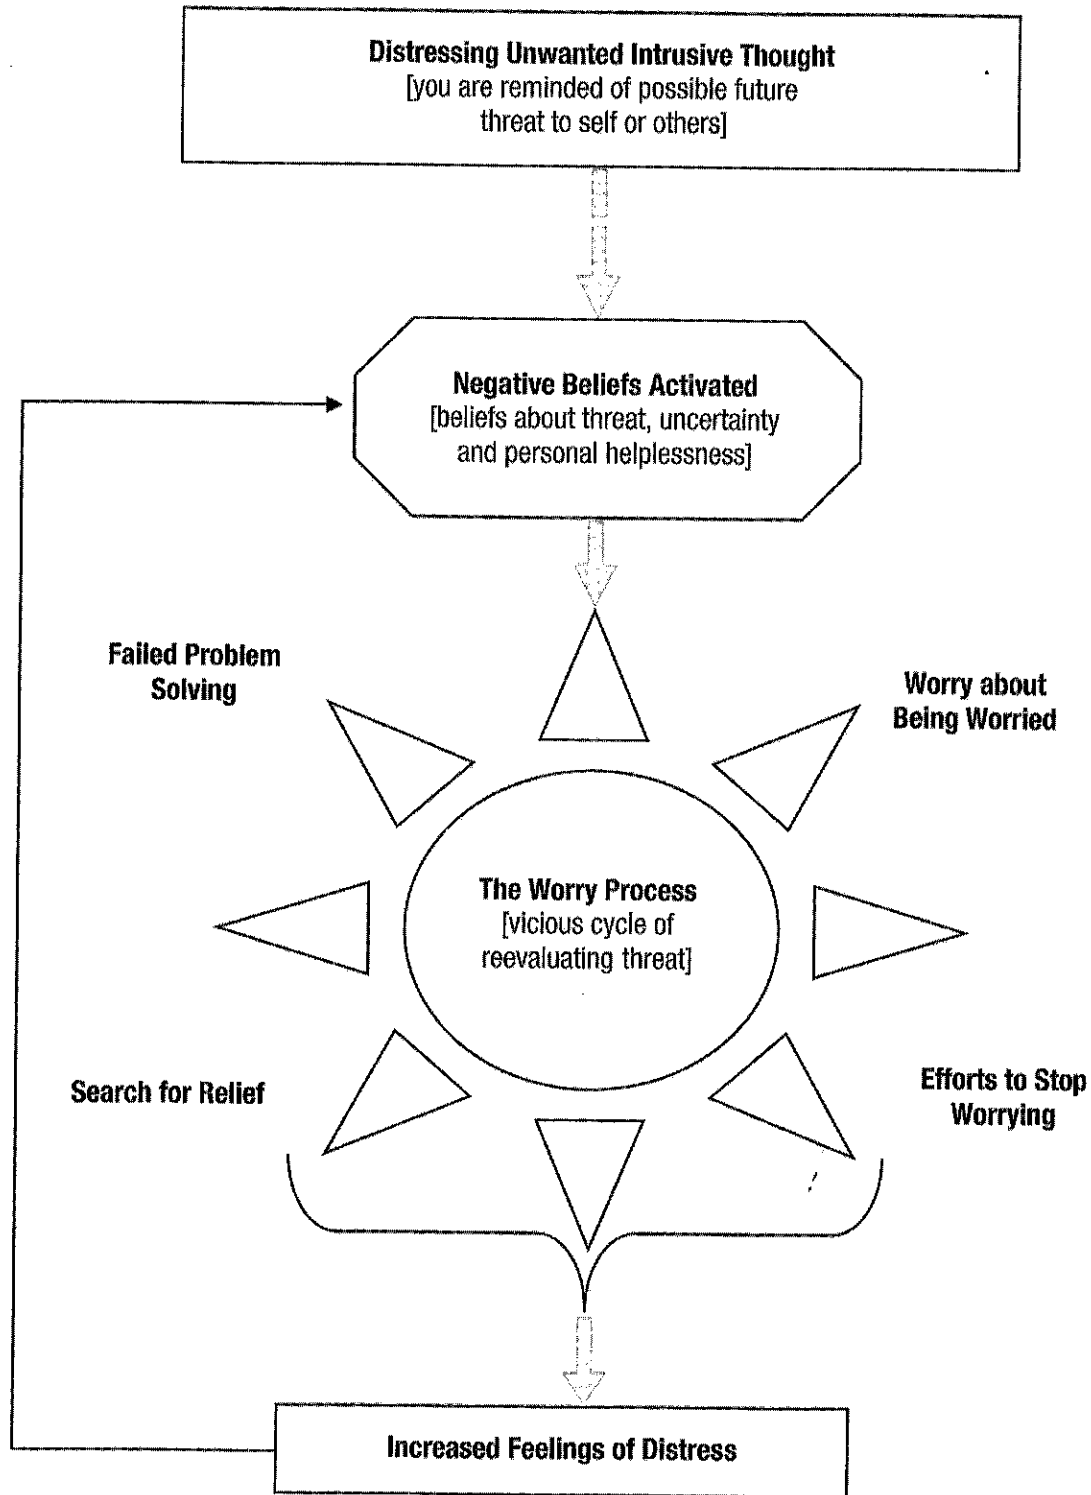 Distressing Unwanted Intrusive Thought
[you are reminded of possible future
threat to self or others]
Negative Beliefs Activated
[beliefs about threat, uncertainty
and personal helplessness]
Failed Problem
Solving
Worry about
Being Worried
The Worry Process
[vicious cycle of
reevaluating threat]
Search for Relief
Efforts to Stop
Worrying
Increased Feelings of Distress